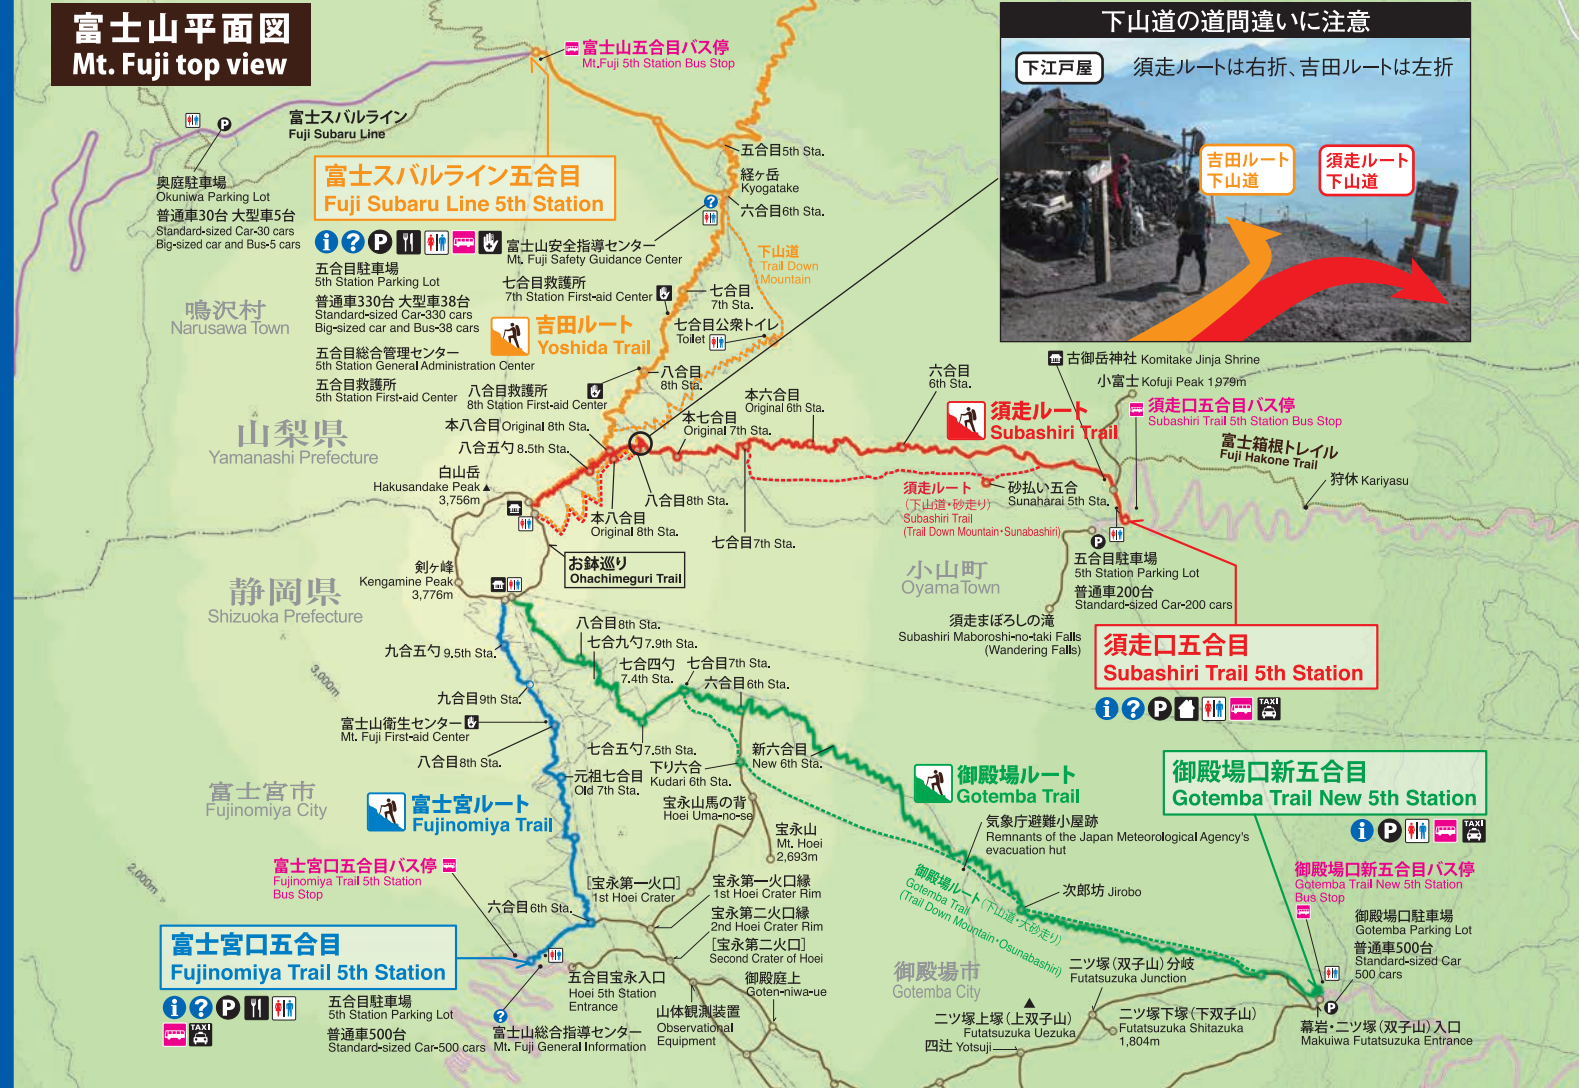 富士山平面図
Mt. Fuji top view
富士山五合目バス停
Mt.Fuji 5th Station Bus Stop
下山道の道間違いに注意
下江戸屋
須走ルートは右折、吉田ルートは左折
吉田ルート
下山道
須走ルート
下山道
P
富士スバルライン
Fuji Subaru Line
奥庭駐車場
Okuniwa Parking Lot
普通車30台 大型車5台
Standard-sized Car-30 cars
Big-sized car and Bus-5 cars
富士スバルライン五合目
Fuji Subaru Line 5th Station
i ? P
五合目駐車場
5th Station Parking Lot
普通車330台 大型車38台
Standard-sized Car-330 cars
Big-sized car and Bus-38 cars
五合目総合管理センター
5th Station General Administration Center
五合目救護所
5th Station First-aid Center
五合目5th Sta.
経ヶ岳
Kyogatake
?
六合目6th Sta.
富士山安全指導センター
Mt. Fuji Safety Guidance Center
下山道
Trail Down
Mountain
七合目救護所
7th Station First-aid Center
七合目
7th Sta.
七合目公衆トイレ
Toilet
吉田ルート
Yoshida Trail
鳴沢村
Narusawa Town
八合目
8th Sta.
八合目救護所
8th Station First-aid Center
本八合目Original 8th Sta.
八合五勺 8.5th Sta.
山梨県
Yamanashi Prefecture
白山岳
Hakusandake Peak
3,756m
本七合目
Original 7th Sta.
本六合目
Original 6th Sta.
六合目
6th Sta.
須走ルート
Subashiri Trail
古御岳神社 Komitake Jinja Shrine
小富士 Kofuji Peak 1,979m
須走口五合目バス停
Subashiri Trail 5th Station Bus Stop
富士箱根トレイル
Fuji Hakone Trail
狩休 Kariyasu
八合目8th Sta.
本八合目
Original 8th Sta.
七合目7th Sta.
須走ルート
(下山道・砂走り)
Subashiri Trail
(Trail Down Mountain・Sunabashiri)
砂払い五合
Sunaharai 5th Sta.
P
五合目駐車場
5th Station Parking Lot
普通車200台
Standard-sized Car-200 cars
小山町
OyamaTown
須走まぼろしの滝
Subashiri Maboroshi-no-taki Falls
(Wandering Falls)
須走口五合目
Subashiri Trail 5th Station
i ? P TAXI
お鉢巡り
Ohachimeguri Trail
剣ヶ峰
Kengamine Peak
3,776m
静岡県
Shizuoka Prefecture
八合目8th Sta.
七合九勺 7.9th Sta.
七合四勺
7.4th Sta.
七合目7th Sta.
六合目6th Sta.
九合五勺 9.5th Sta.
九合目9th Sta.
富士山衛生センター
Mt. Fuji First-aid Center
八合目8th Sta.
3,000m
七合五勺7.5th Sta.
下り六合
Kudari 6th Sta.
新六合目
New 6th Sta.
元祖七合目
Old 7th Sta.
宝永山馬の背
Hoei Uma-no-se
宝永山
Mt. Hoei
2,693m
富士宮市
Fujinomiya City
富士宮ルート
Fujinomiya Trail
御殿場ルート
Gotemba Trail
御殿場口新五合目
Gotemba Trail New 5th Station
i P TAXI
気象庁避難小屋跡
Remnants of the Japan Meteorological Agency's
evacuation hut
次郎坊 Jirobo
御殿場ルート(下山道・大砂走り)
Gotemba Trail
(Trail Down Mountain・Osunabashiri)
御殿場口新五合目バス停
Gotemba Trail New 5th Station
Bus Stop
御殿場口駐車場
Gotemba Parking Lot
普通車500台
Standard-sized Car
500 cars
P
2,000m
富士宮口五合目バス停
Fujinomiya Trail 5th Station
Bus Stop
六合目6th Sta.
[宝永第一火口]
1st Hoei Crater
宝永第一火口縁
1st Hoei Crater Rim
宝永第二火口縁
2nd Hoei Crater Rim
[宝永第二火口]
Second Crater of Hoei
富士宮口五合目
Fujinomiya Trail 5th Station
i ? P
TAXI
五合目駐車場
5th Station Parking Lot
普通車500台
Standard-sized Car-500 cars
五合目宝永入口
Hoei 5th Station
Entrance
?
富士山総合指導センター
Mt. Fuji General Information
山体観測装置
Observational
Equipment
御殿庭上
Goten-niwa-ue
御殿場市
Gotemba City
二ツ塚(双子山)分岐
Futatsuzuka Junction
二ツ塚上塚(上双子山)
Futatsuzuka Uezuka
二ツ塚下塚(下双子山)
Futatsuzuka Shitazuka
1,804m
四辻 Yotsuji
幕岩・二ツ塚(双子山)入口
Makuiwa Futatsuzuka Entrance